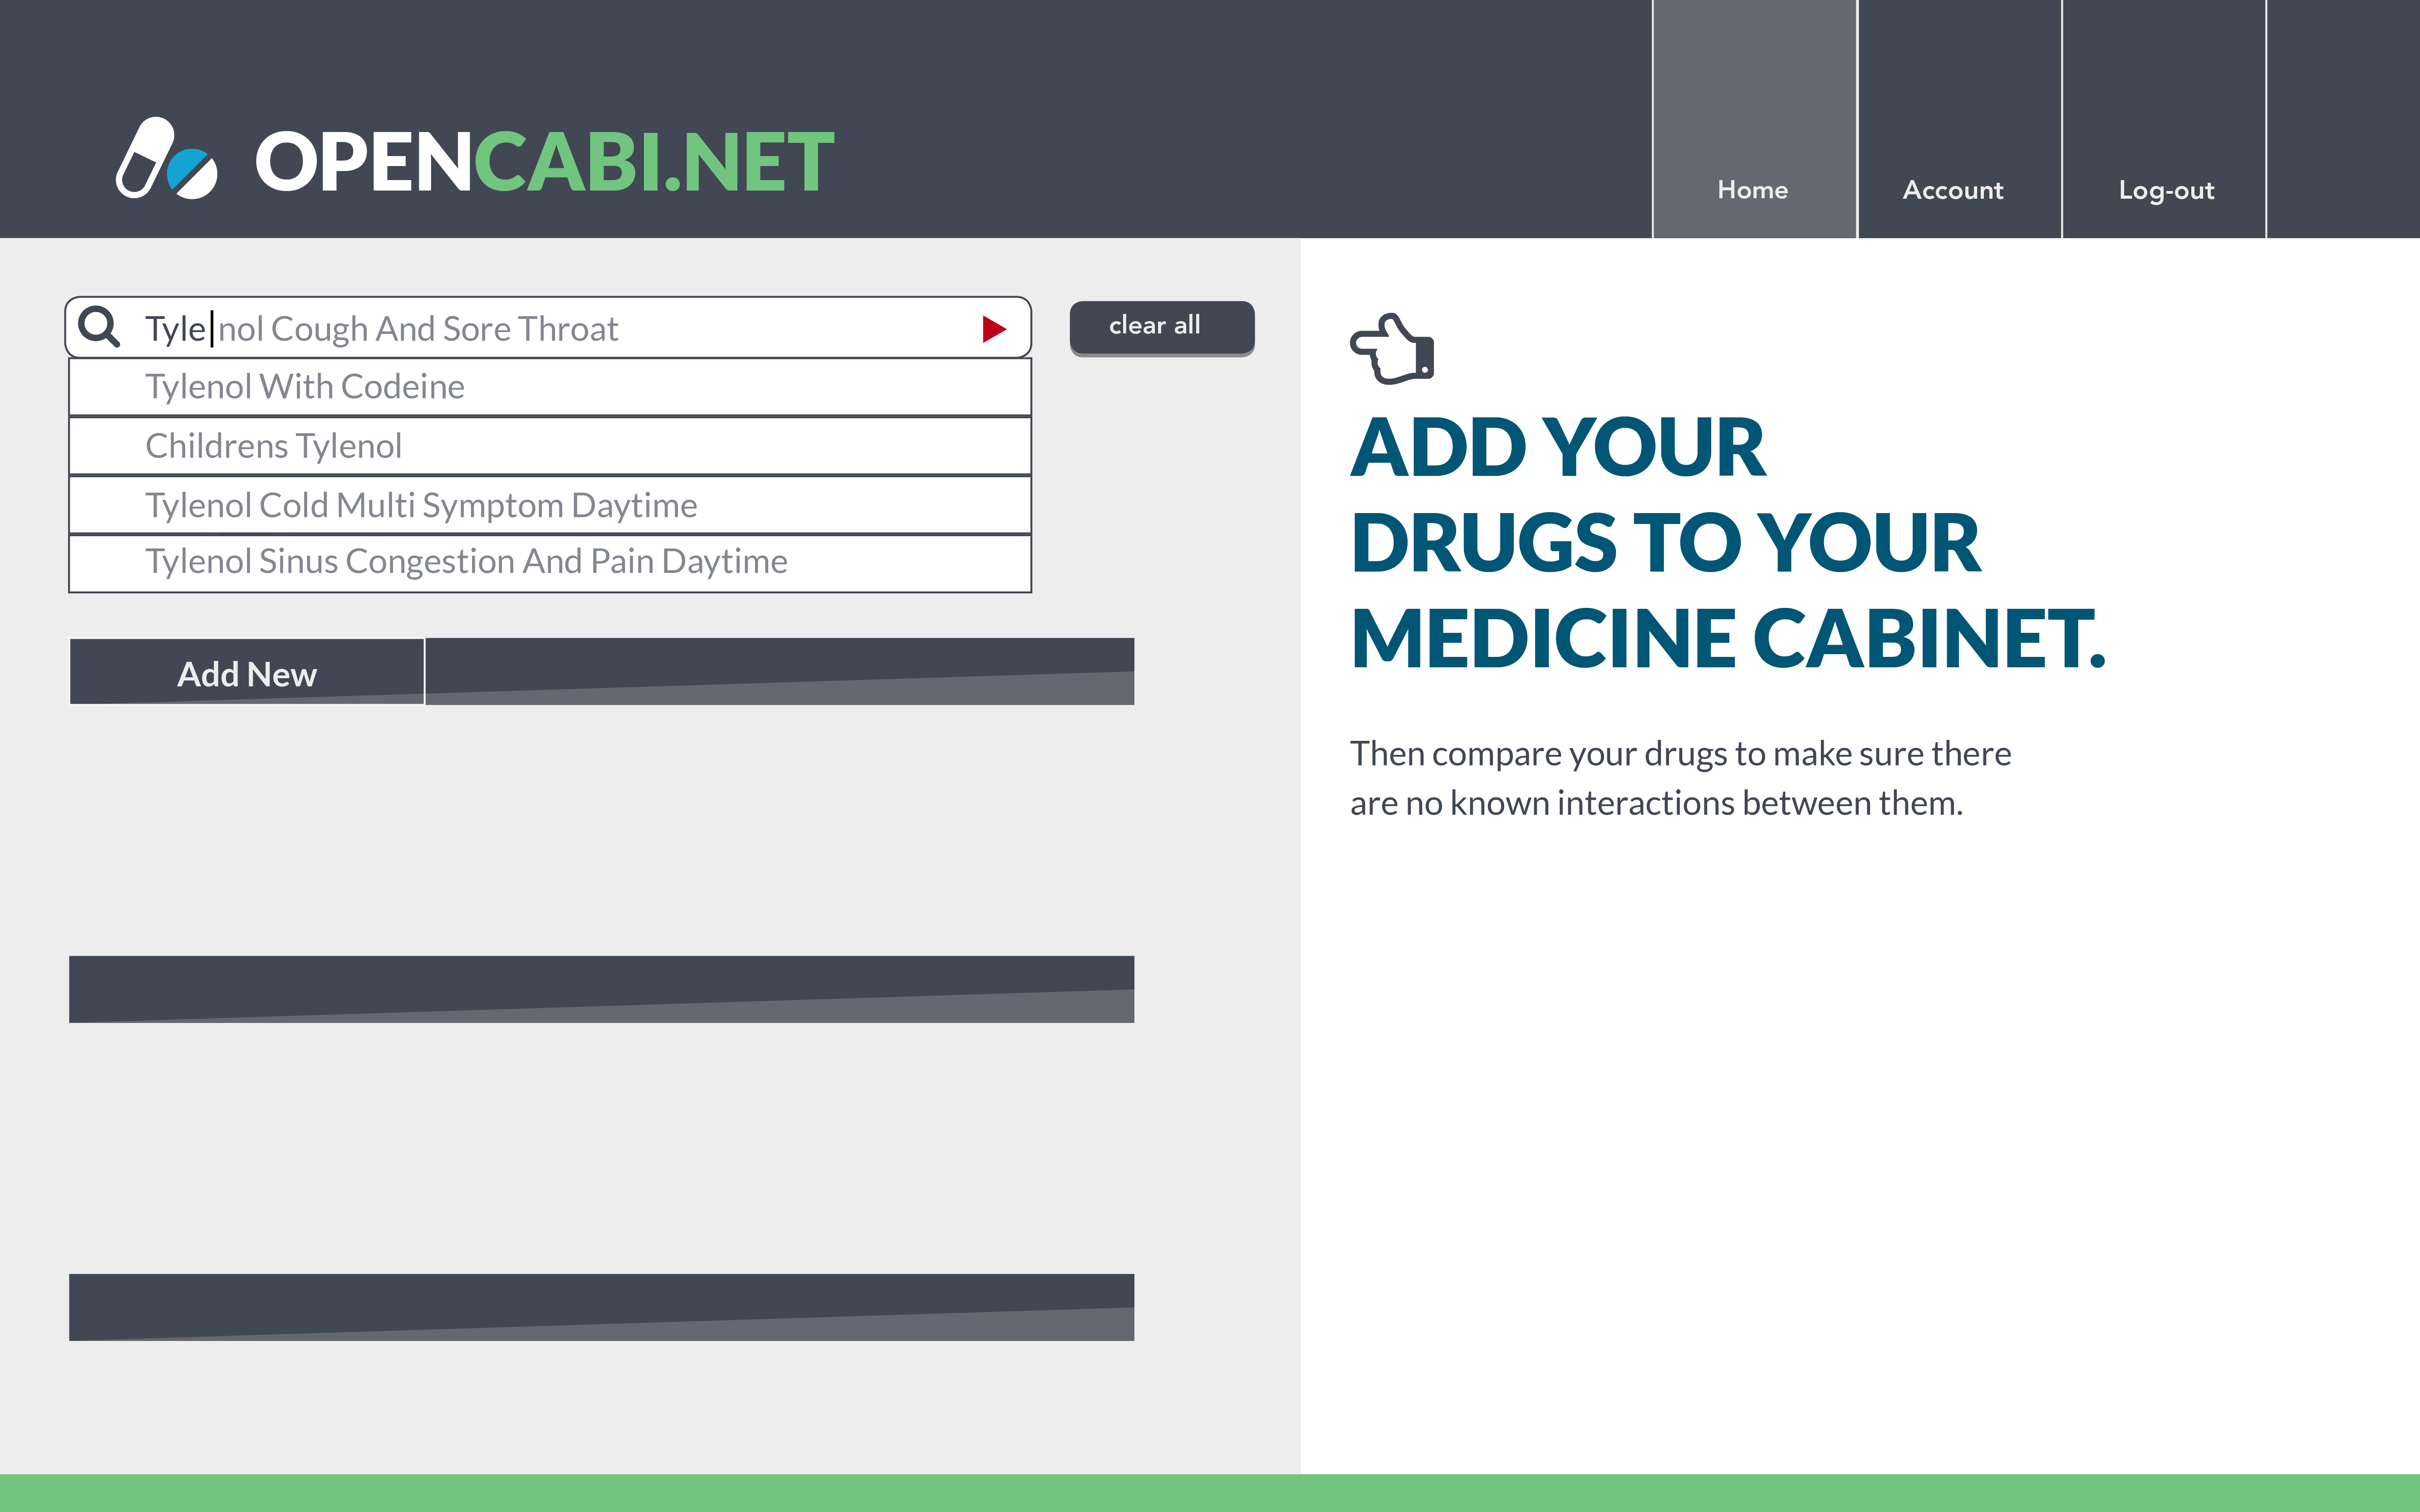 OPENCABI.NET
Home
Account
Log-out
Tylenol Cough And Sore Throat
clear all
Tylenol With Codeine
Childrens Tylenol
Tylenol Cold Multi Symptom Daytime
Tylenol Sinus Congestion And Pain Daytime
Add New
ADD YOUR
DRUGS TO YOUR
MEDICINE CABINET.
Then compare your drugs to make sure there
are no known interactions between them.